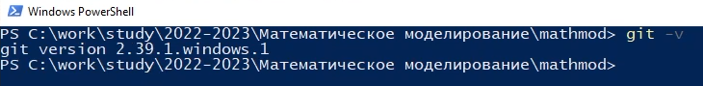 Windows PowerShell
PS C:\work\study\2022-2023\Математическое моделирование\mathmod> git -v
git version 2.39.1.windows.1
PS C:\work\study\2022-2023\Математическое моделирование\mathmod>